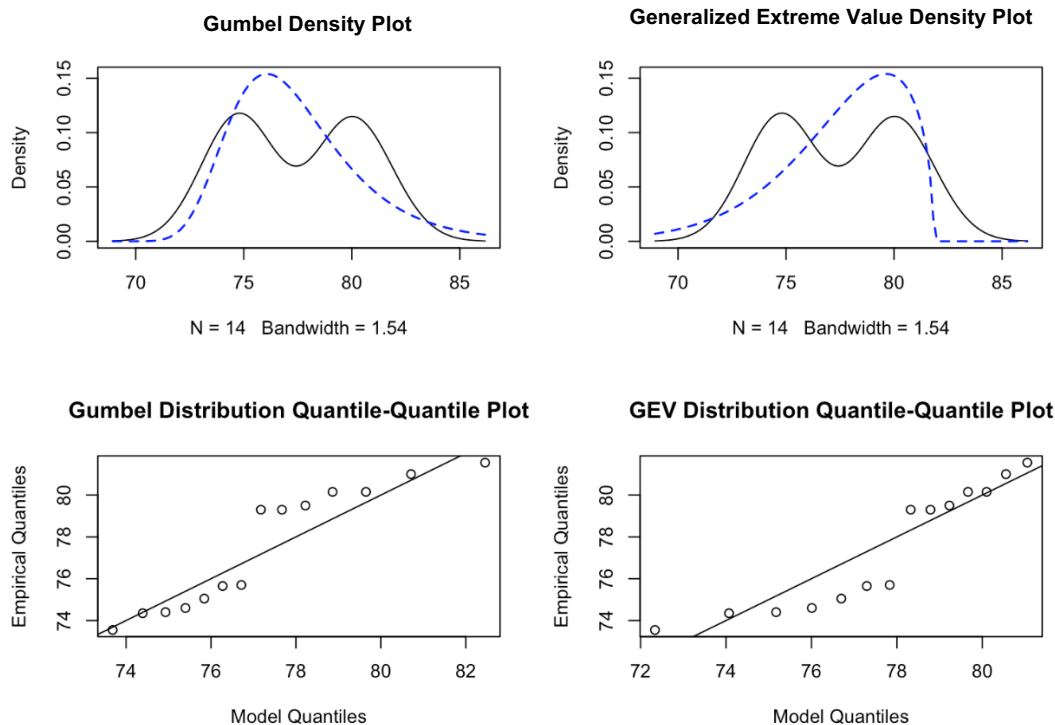 Gumbel Density Plot
Density
0.00 0.05 0.10 0.15
70 75 80 85
N = 14 Bandwidth = 1.54
Generalized Extreme Value Density Plot
Density
0.00 0.05 0.10 0.15
70 75 80 85
N = 14 Bandwidth = 1.54
Gumbel Distribution Quantile-Quantile Plot
Empirical Quantiles
74 76 78 80
74 76 78 80 82
Model Quantiles
GEV Distribution Quantile-Quantile Plot
Empirical Quantiles
74 76 78 80
72 74 76 78 80
Model Quantiles